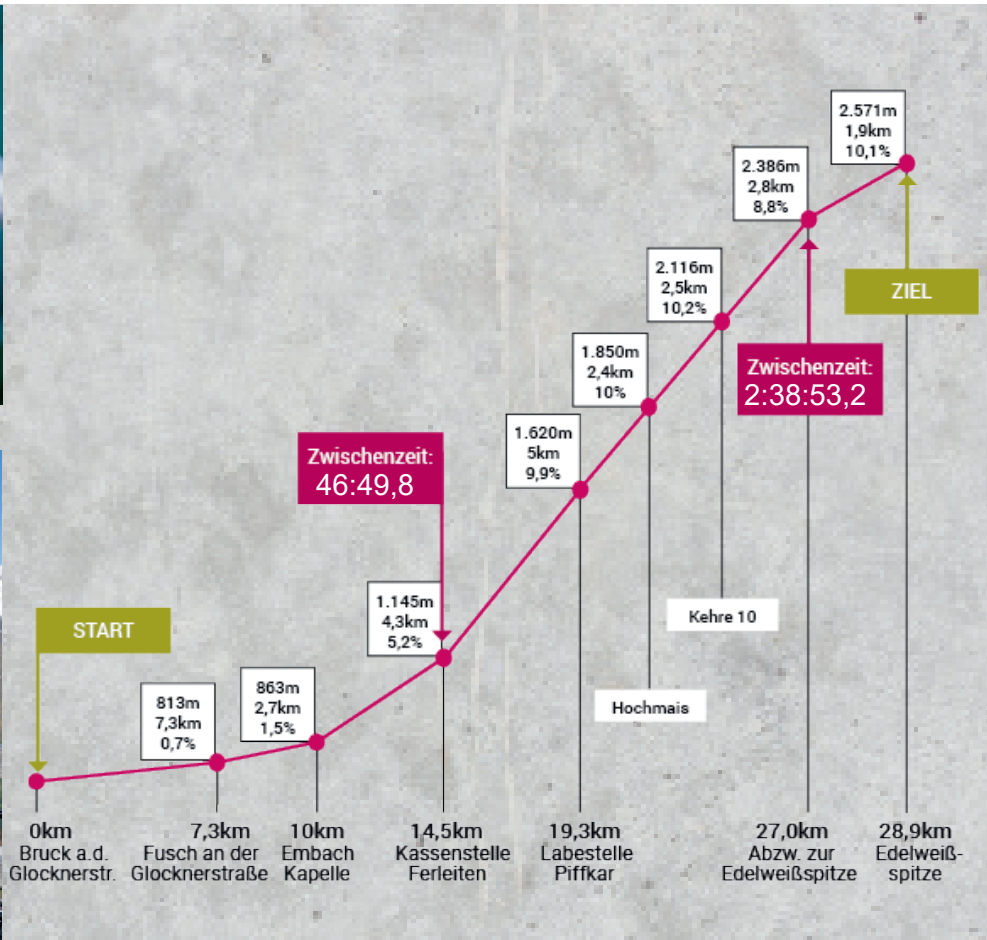 2.571m
1,9km
10,1%
2.386m
2,8km
8,8%
ZIEL
2.116m
2,5km
10,2%
1.850m
2,4km
10%
Zwischenzeit:
2:38:53,2
1.620m
5km
9,9%
Zwischenzeit:
46:49,8
1.145m
4,3km
5,2%
START
Kehre 10
813m
7,3km
0,7%
863m
2,7km
1,5%
Hochmais
0km
Bruck a.d.
Glocknerstr.
7,3km
Fusch an der
Glocknerstraße
10km
Embach
Kapelle
14,5km
Kassenstelle
Ferleiten
19,3km
Labestelle
Piffkar
27,0km
Abzw. zur
Edelweißspitze
28,9km
Edelweiß-
spitze